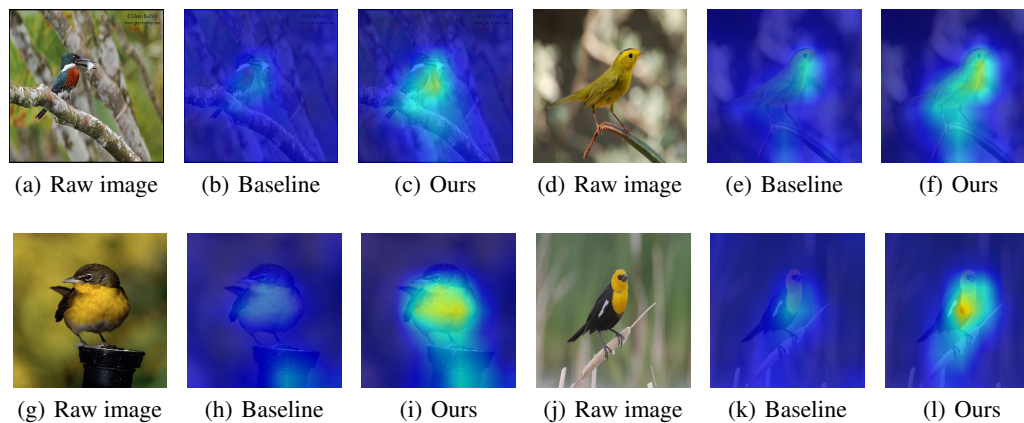 (a) Raw image
(b) Baseline
(c) Ours
(d) Raw image
(e) Baseline
(f) Ours
(g) Raw image
(h) Baseline
(i) Ours
(j) Raw image
(k) Baseline
(l) Ours